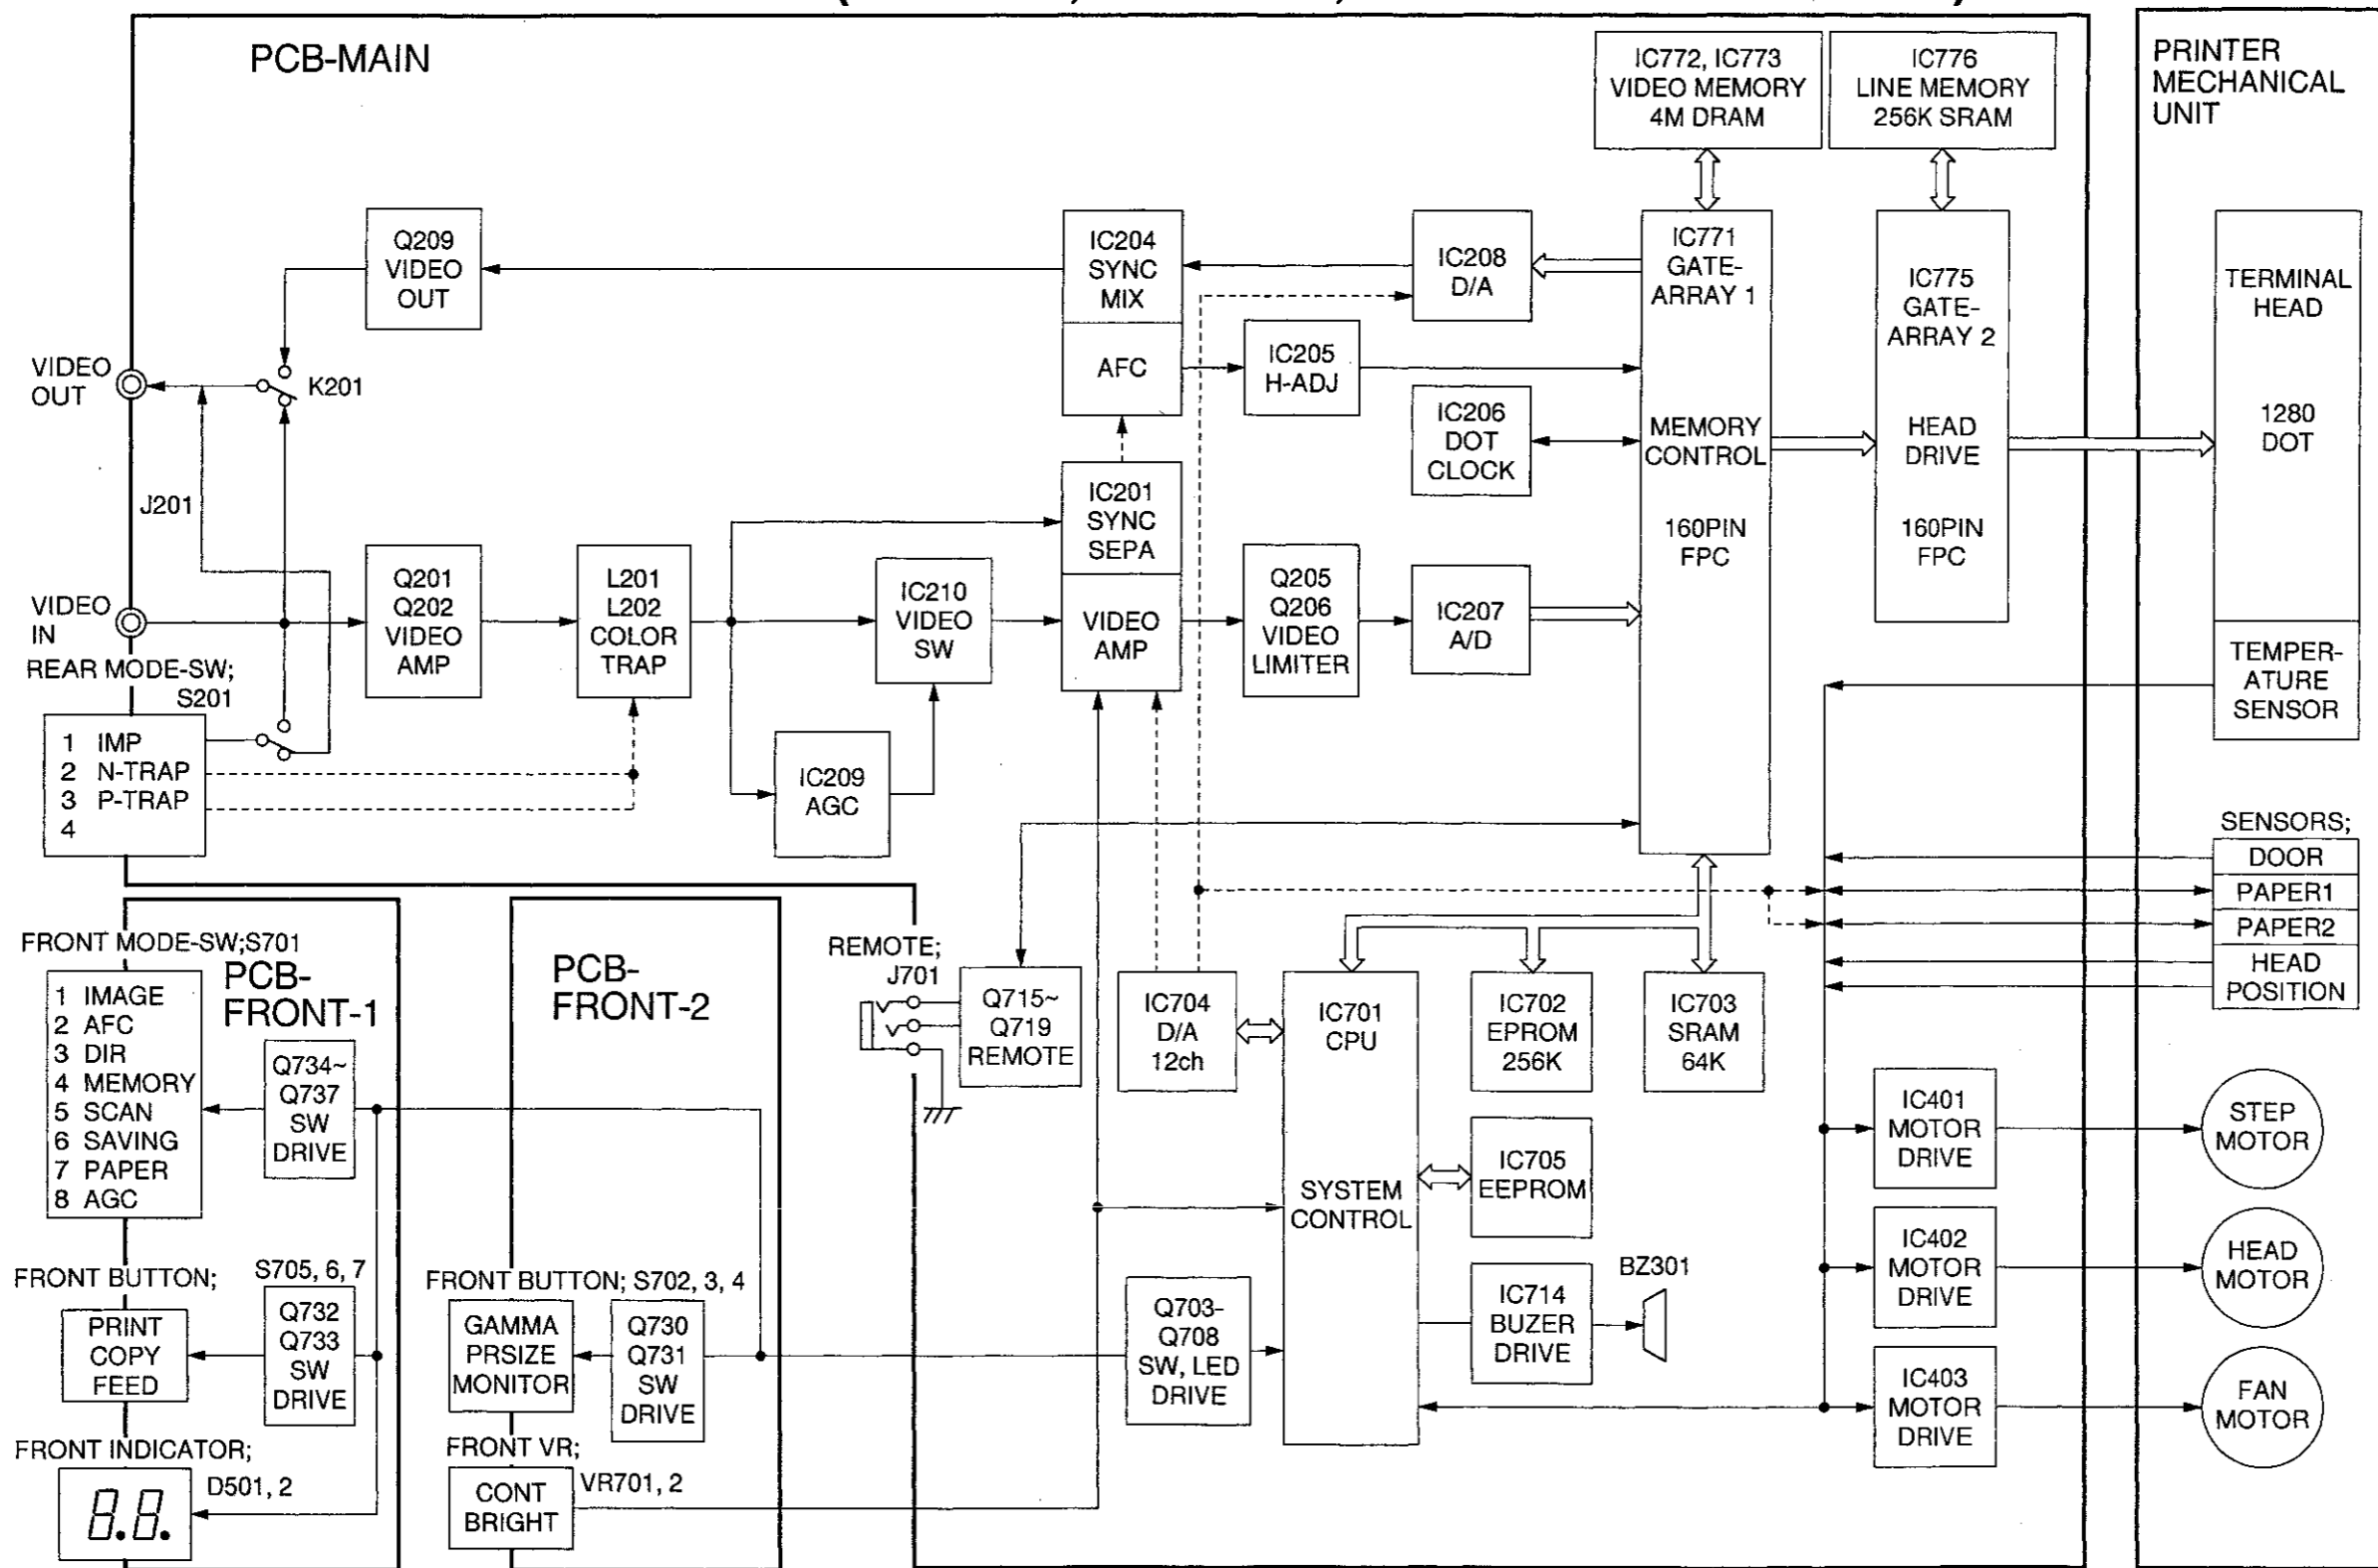 PCB-MAIN
IC772, IC773
VIDEO MEMORY
4M DRAM
IC776
LINE MEMORY
256K SRAM
PRINTER
MECHANICAL
UNIT
Q209
VIDEO
OUT
IC204
SYNC
MIX
AFC
IC208
D/A
IC205
H-ADJ
IC206
DOT
CLOCK
IC771
GATE-
ARRAY 1
MEMORY
CONTROL
160PIN
FPC
IC775
GATE-
ARRAY 2
HEAD
DRIVE
160PIN
FPC
TERMINAL
HEAD
1280
DOT
TEMPER-
ATURE
SENSOR
VIDEO
OUT
K201
J201
VIDEO
IN
Q201
Q202
VIDEO
AMP
L201
L202
COLOR
TRAP
IC210
VIDEO
SW
IC201
SYNC
SEPA
VIDEO
AMP
Q205
Q206
VIDEO
LIMITER
IC207
A/D
REAR MODE-SW;
S201
1 IMP
2 N-TRAP
3 P-TRAP
4
IC209
AGC
SENSORS;
DOOR
PAPER1
PAPER2
HEAD
POSITION
FRONT MODE-SW;S701
PCB-
FRONT-1
1 IMAGE
2 AFC
3 DIR
4 MEMORY
5 SCAN
6 SAVING
7 PAPER
8 AGC
Q734~
Q737
SW
DRIVE
PCB-
FRONT-2
REMOTE;
J701
Q715~
Q719
REMOTE
IC704
D/A
12ch
IC701
CPU
SYSTEM
CONTROL
IC702
EPROM
256K
IC703
SRAM
64K
IC705
EEPROM
IC714
BUZER
DRIVE
BZ301
IC401
MOTOR
DRIVE
STEP
MOTOR
IC402
MOTOR
DRIVE
HEAD
MOTOR
IC403
MOTOR
DRIVE
FAN
MOTOR
FRONT BUTTON;
S705, 6, 7
PRINT
COPY
FEED
Q732
Q733
SW
DRIVE
FRONT BUTTON; S702, 3, 4
GAMMA
PRSIZE
MONITOR
Q730
Q731
SW
DRIVE
Q703-
Q708
SW, LED
DRIVE
FRONT INDICATOR;
D501, 2
8.8.
FRONT VR;
VR701, 2
CONT
BRIGHT